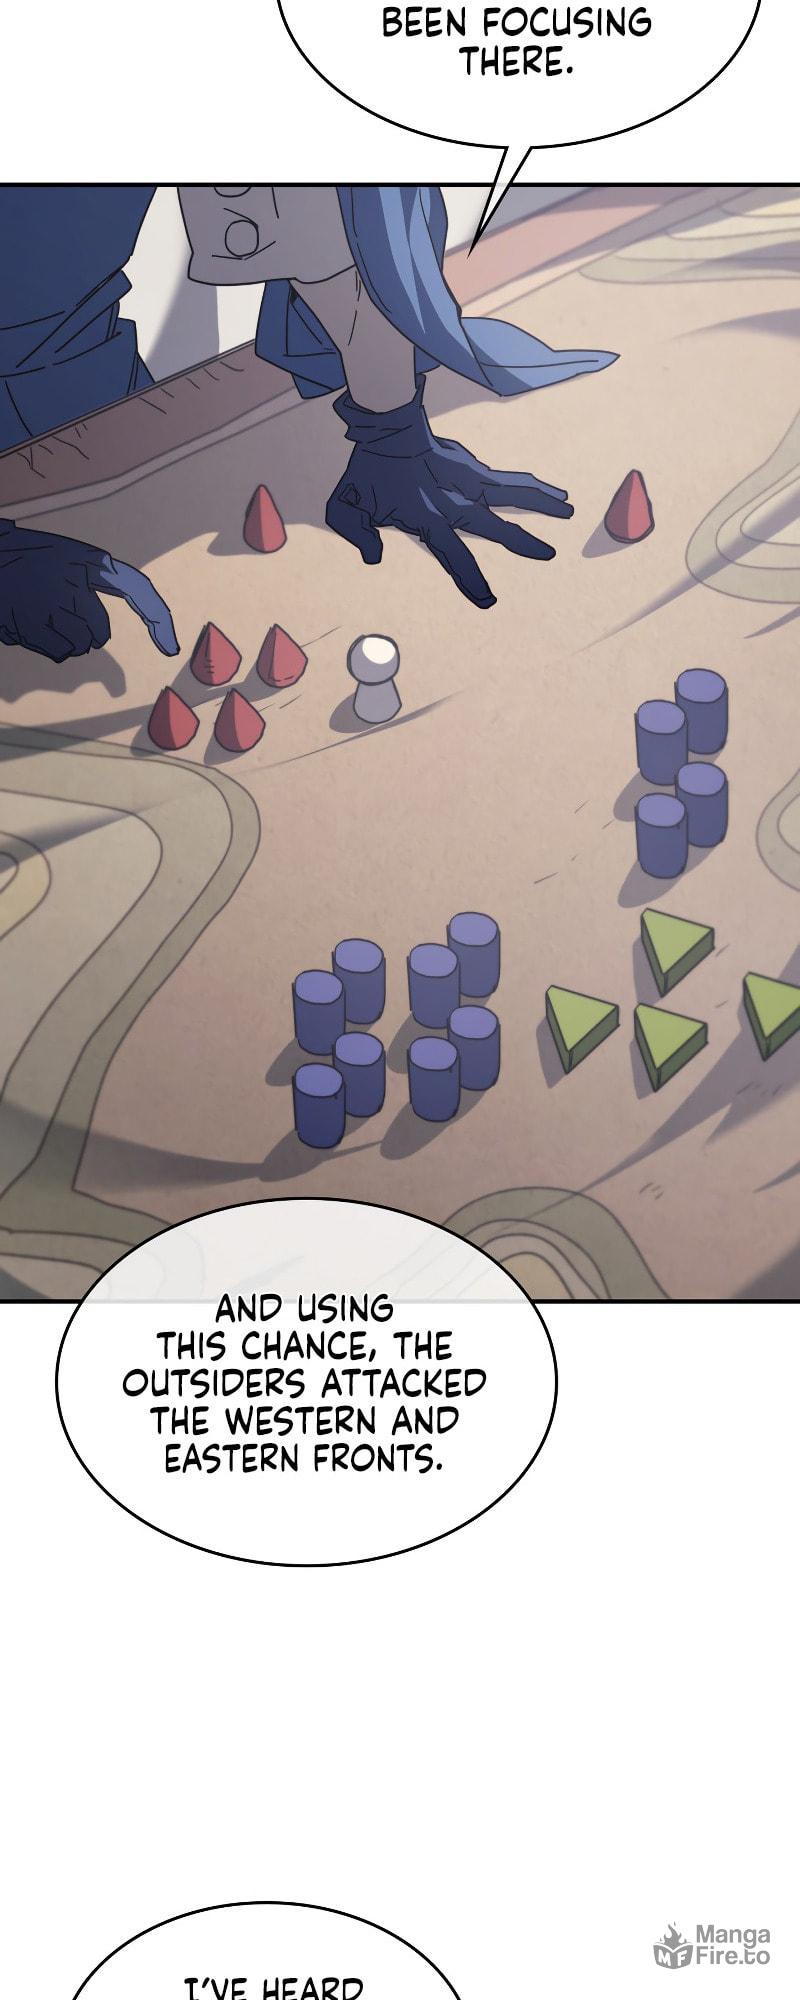 BEEN FOCUSING
THERE.
AND USING
THIS CHANCE, THE
OUTSIDERS ATTACKED
THE WESTERN AND
EASTERN FRONTS.
Manga
MF Fire.to
I'VE HEARD